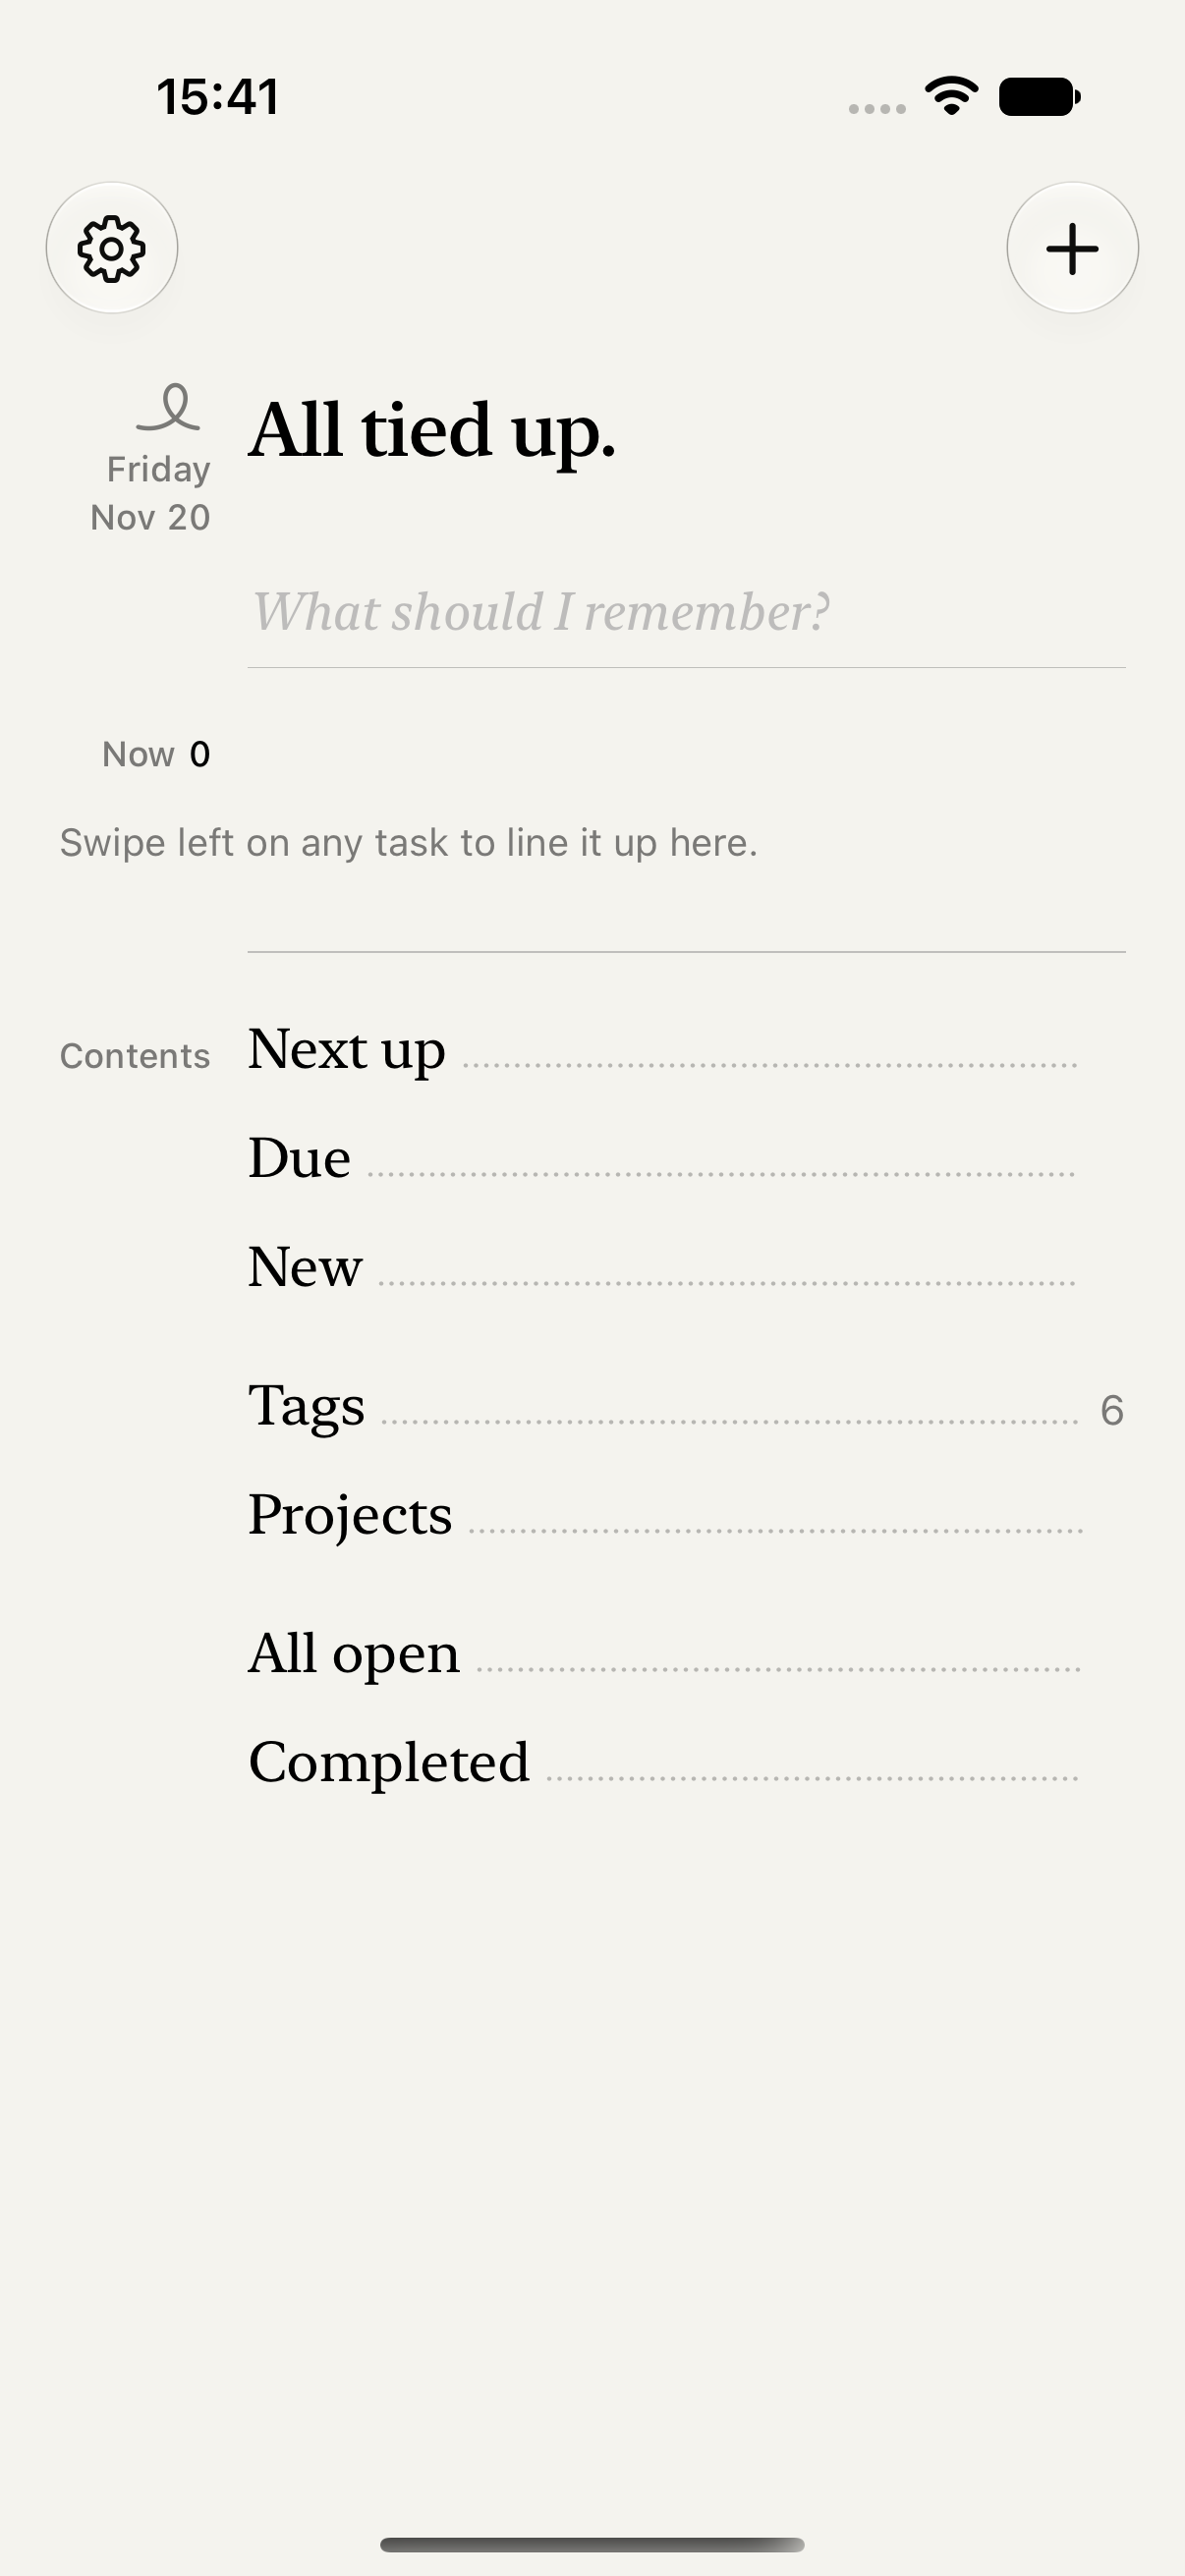 15:41
All tied up.
Friday
Nov 20
What should I remember?
Now 0
Swipe left on any task to line it up here.
Contents
Next up
Due
New
Tags 6
Projects
All open
Completed